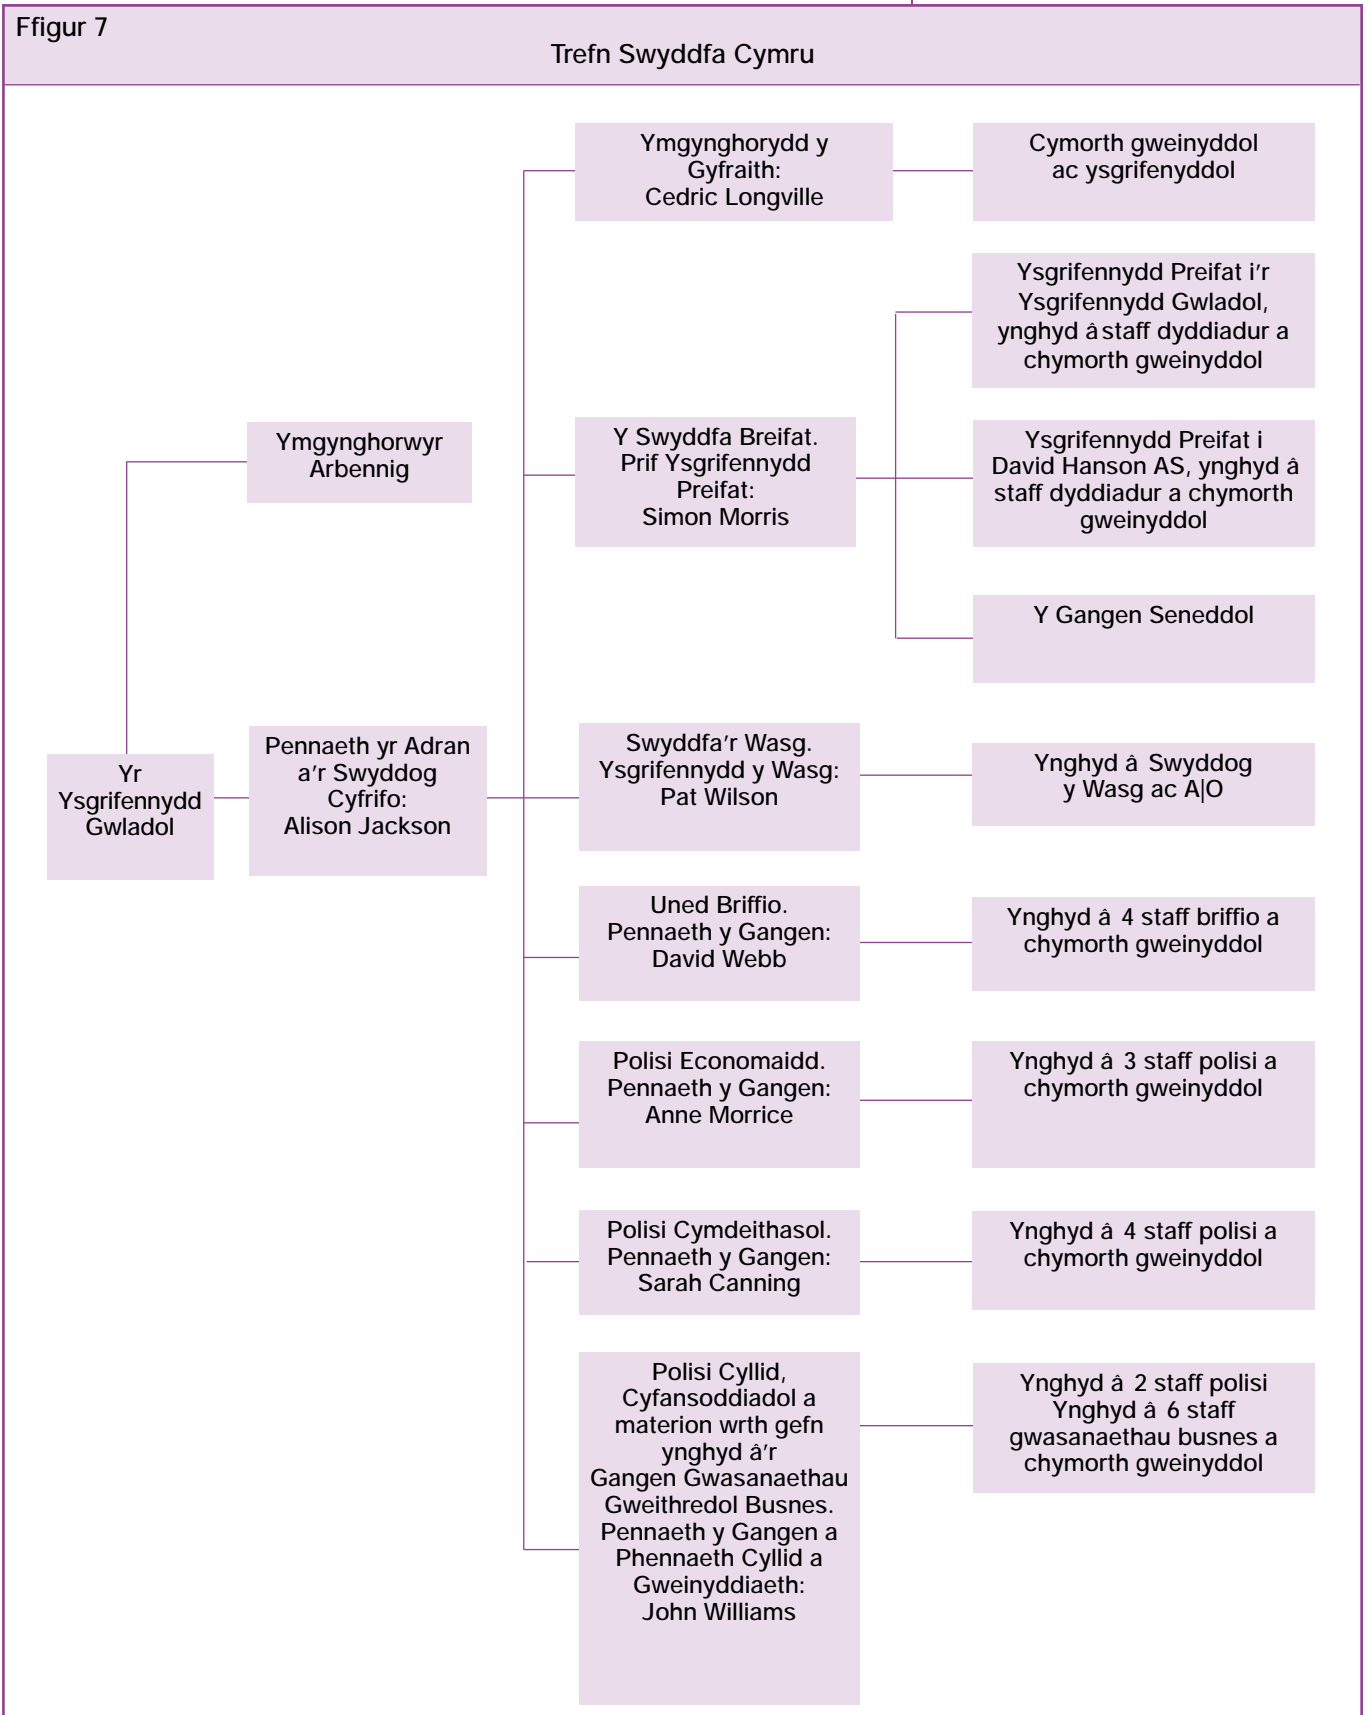 Ffigur 7
Trefn Swyddfa Cymru
Ymgynghorydd y
Gyfraith:
Cedric Longville
Cymorth gweinyddol
ac ysgrifenyddol
Ysgrifennydd Preifat i'r
Ysgrifennydd Gwladol,
ynghyd â staff dyddiadur a
chymorth gweinyddol
Ymgynghorwyr
Arbennig
Y Swyddfa Breifat.
Prif Ysgrifennydd
Preifat:
Simon Morris
Ysgrifennydd Preifat i
David Hanson AS, ynghyd â
staff dyddiadur a chymorth
gweinyddol
Y Gangen Seneddol
Yr
Ysgrifennydd
Gwladol
Pennaeth yr Adran
a'r Swyddog
Cyfrifo:
Alison Jackson
Swyddfa'r Wasg.
Ysgrifennydd y Wasg:
Pat Wilson
Ynghyd â Swyddog
y Wasg ac A|O
Uned Briffio.
Pennaeth y Gangen:
David Webb
Ynghyd â 4 staff briffio a
chymorth gweinyddol
Polisi Economaidd.
Pennaeth y Gangen:
Anne Morrice
Ynghyd â 3 staff polisi a
chymorth gweinyddol
Polisi Cymdeithasol.
Pennaeth y Gangen:
Sarah Canning
Ynghyd â 4 staff polisi a
chymorth gweinyddol
Polisi Cyllid,
Cyfansoddiadol a
materion wrth gefn
ynghyd â'r
Gangen Gwasanaethau
Gweithredol Busnes.
Pennaeth y Gangen a
Phennaeth Cyllid a
Gweinyddiaeth:
John Williams
Ynghyd â 2 staff polisi
Ynghyd â 6 staff
gwasanaethau busnes a
chymorth gweinyddol